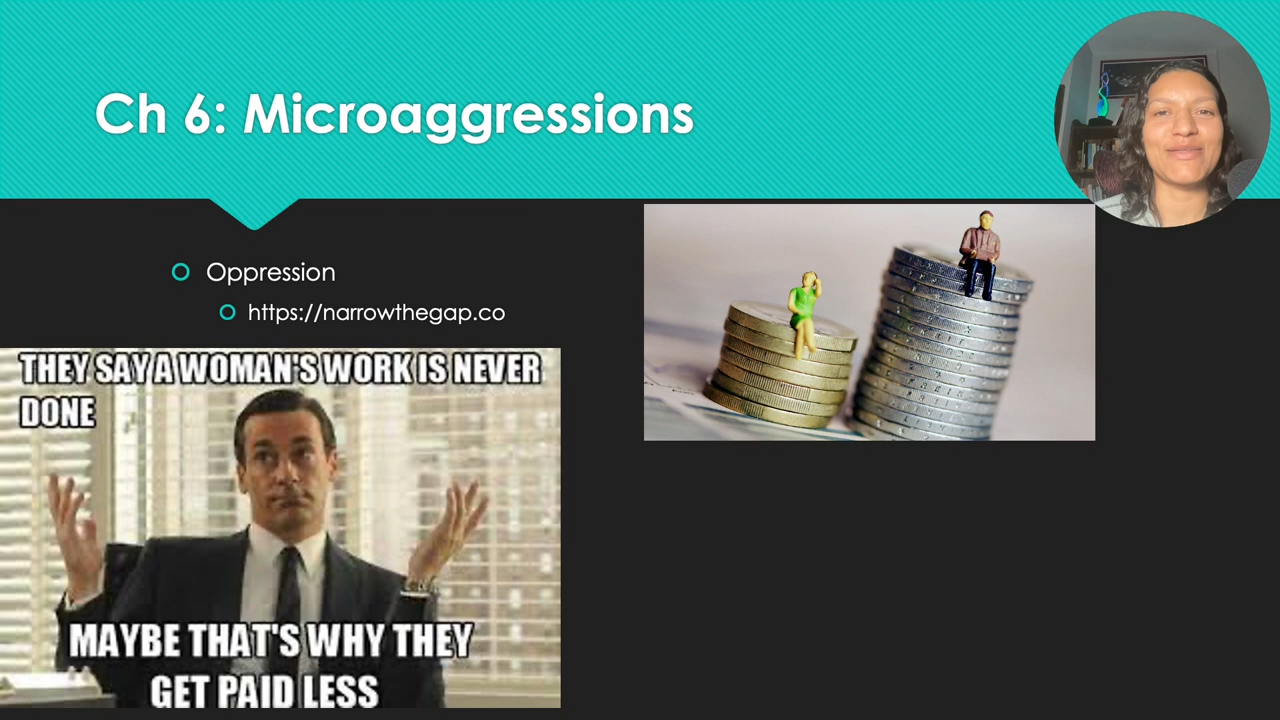 Ch 6: Microaggressions
Oppression
https://narrowthegap.co
THEY SAY A WOMAN'S WORK IS NEVER
DONE
MAYBE THAT'S WHY THEY
GET PAID LESS